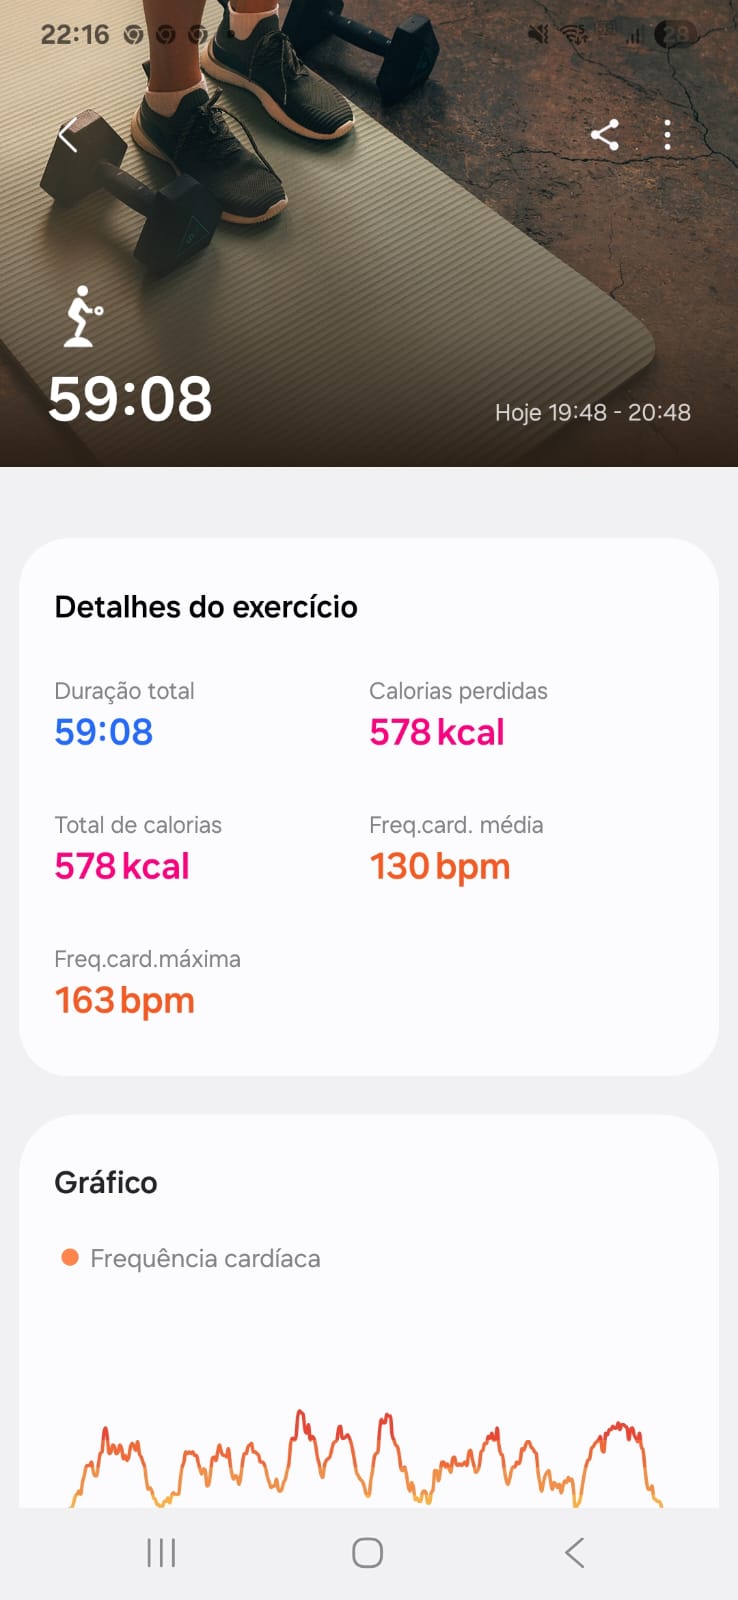 22:16
28
59:08
Hoje 19:48 - 20:48
Detalhes do exercício
Duração total
Calorias perdidas
59:08
578 kcal
Total de calorias
Freq.card. média
578 kcal
130 bpm
Freq.card.máxima
163 bpm
Gráfico
Frequência cardíaca